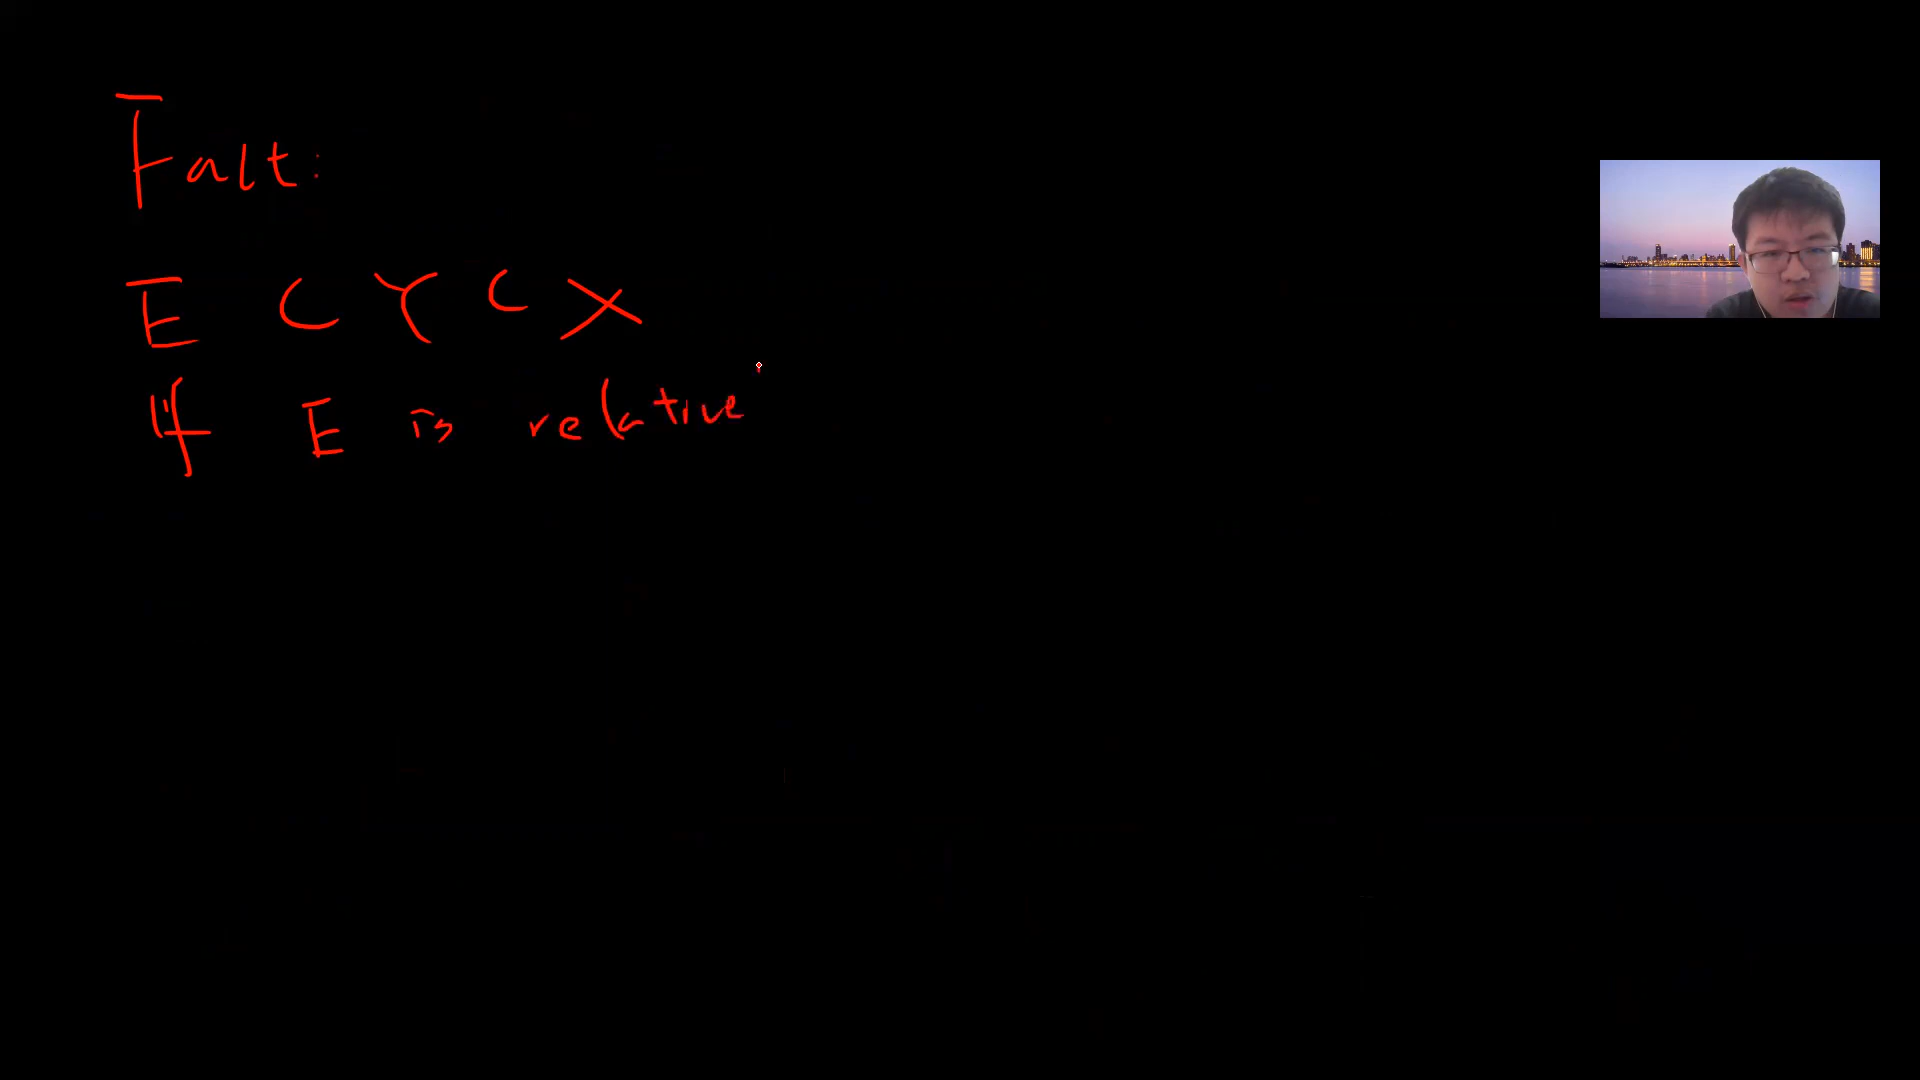 Fact:
E ⊂ Y ⊂ X
If E is relative